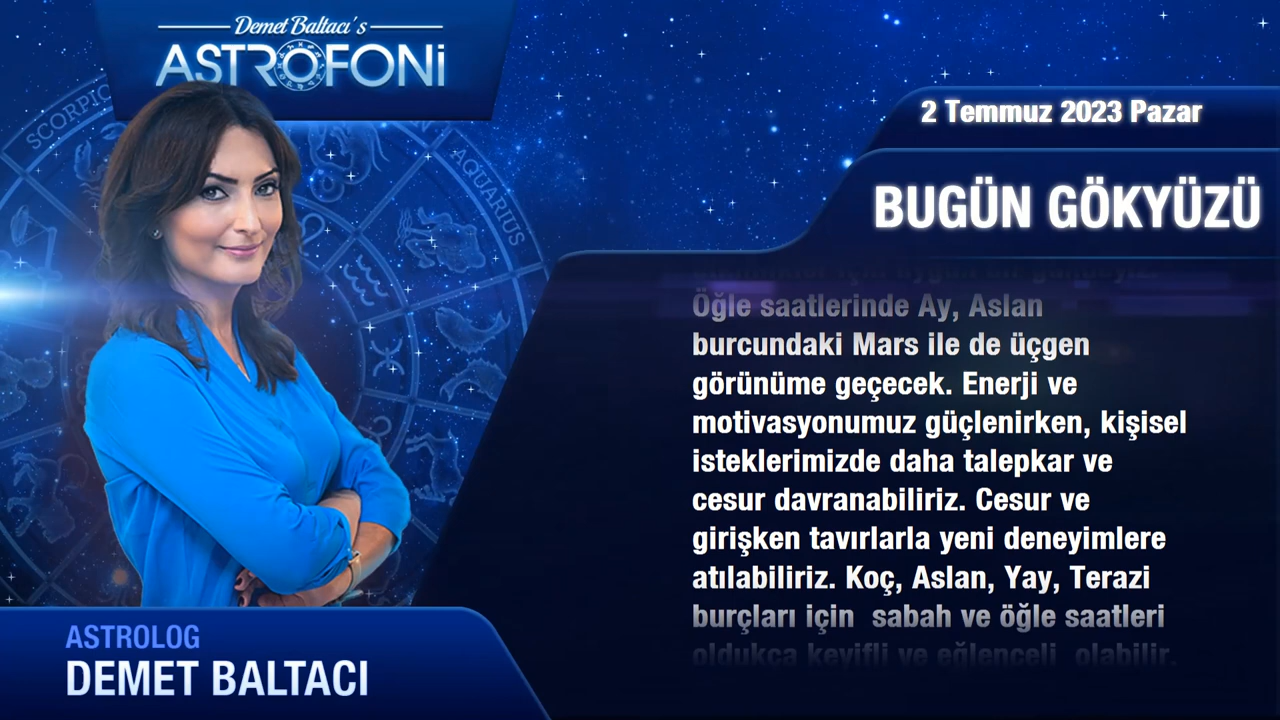 Demet Baltacı's
ASTROFONİ
SCORPIO
AQUARIUS
2 Temmuz 2023 Pazar
BUGÜN GÖKYÜZÜ
Öğle saatlerinde Ay, Aslan
burcundaki Mars ile de üçgen
görünüme geçecek. Enerji ve
motivasyonumuz güçlenirken, kişisel
isteklerimizde daha talepkar ve
cesur davranabiliriz. Cesur ve
girişken tavırlarla yeni deneyimlere
atılabiliriz. Koç, Aslan, Yay, Terazi
burçları için  sabah ve öğle saatleri
oldukça keyifli ve eğlenceli  olabilir.
ASTROLOG
DEMET BALTACI